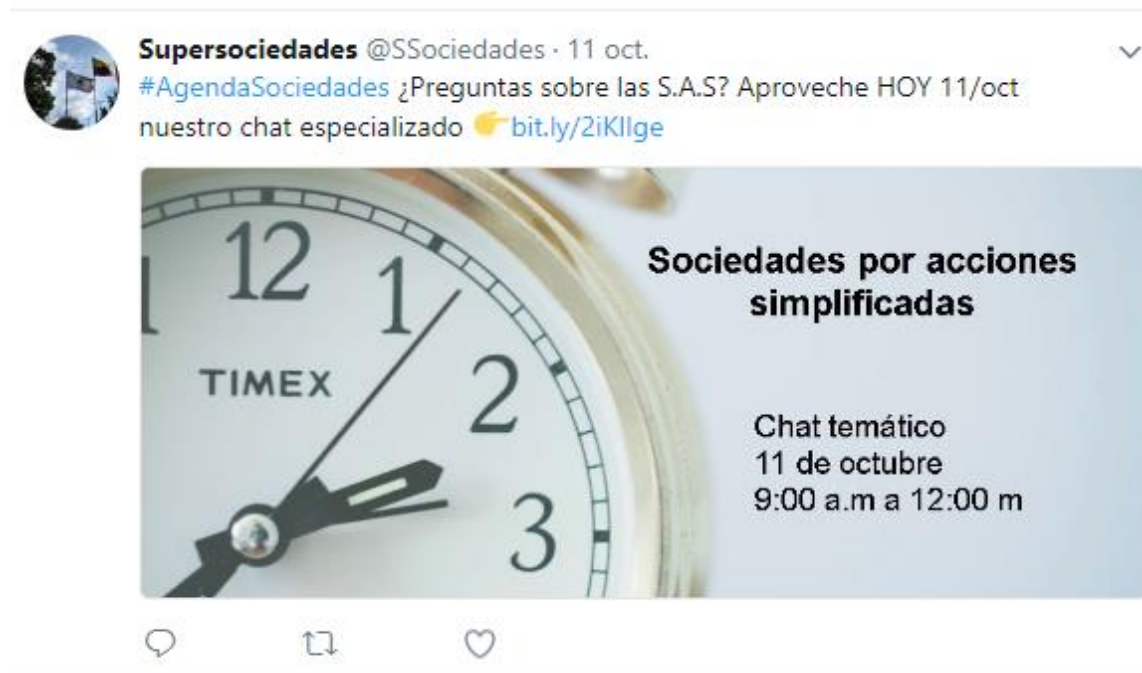 Supersociedades @SSociedades · 11 oct.
#AgendaSociedades ¿Preguntas sobre las S.A.S? Aproveche HOY 11/oct
nuestro chat especializado 👉bit.ly/2iKIlge
Sociedades por acciones
simplificadas
Chat temático
11 de octubre
9:00 a.m a 12:00 m
12
1
2
3
TIMEX